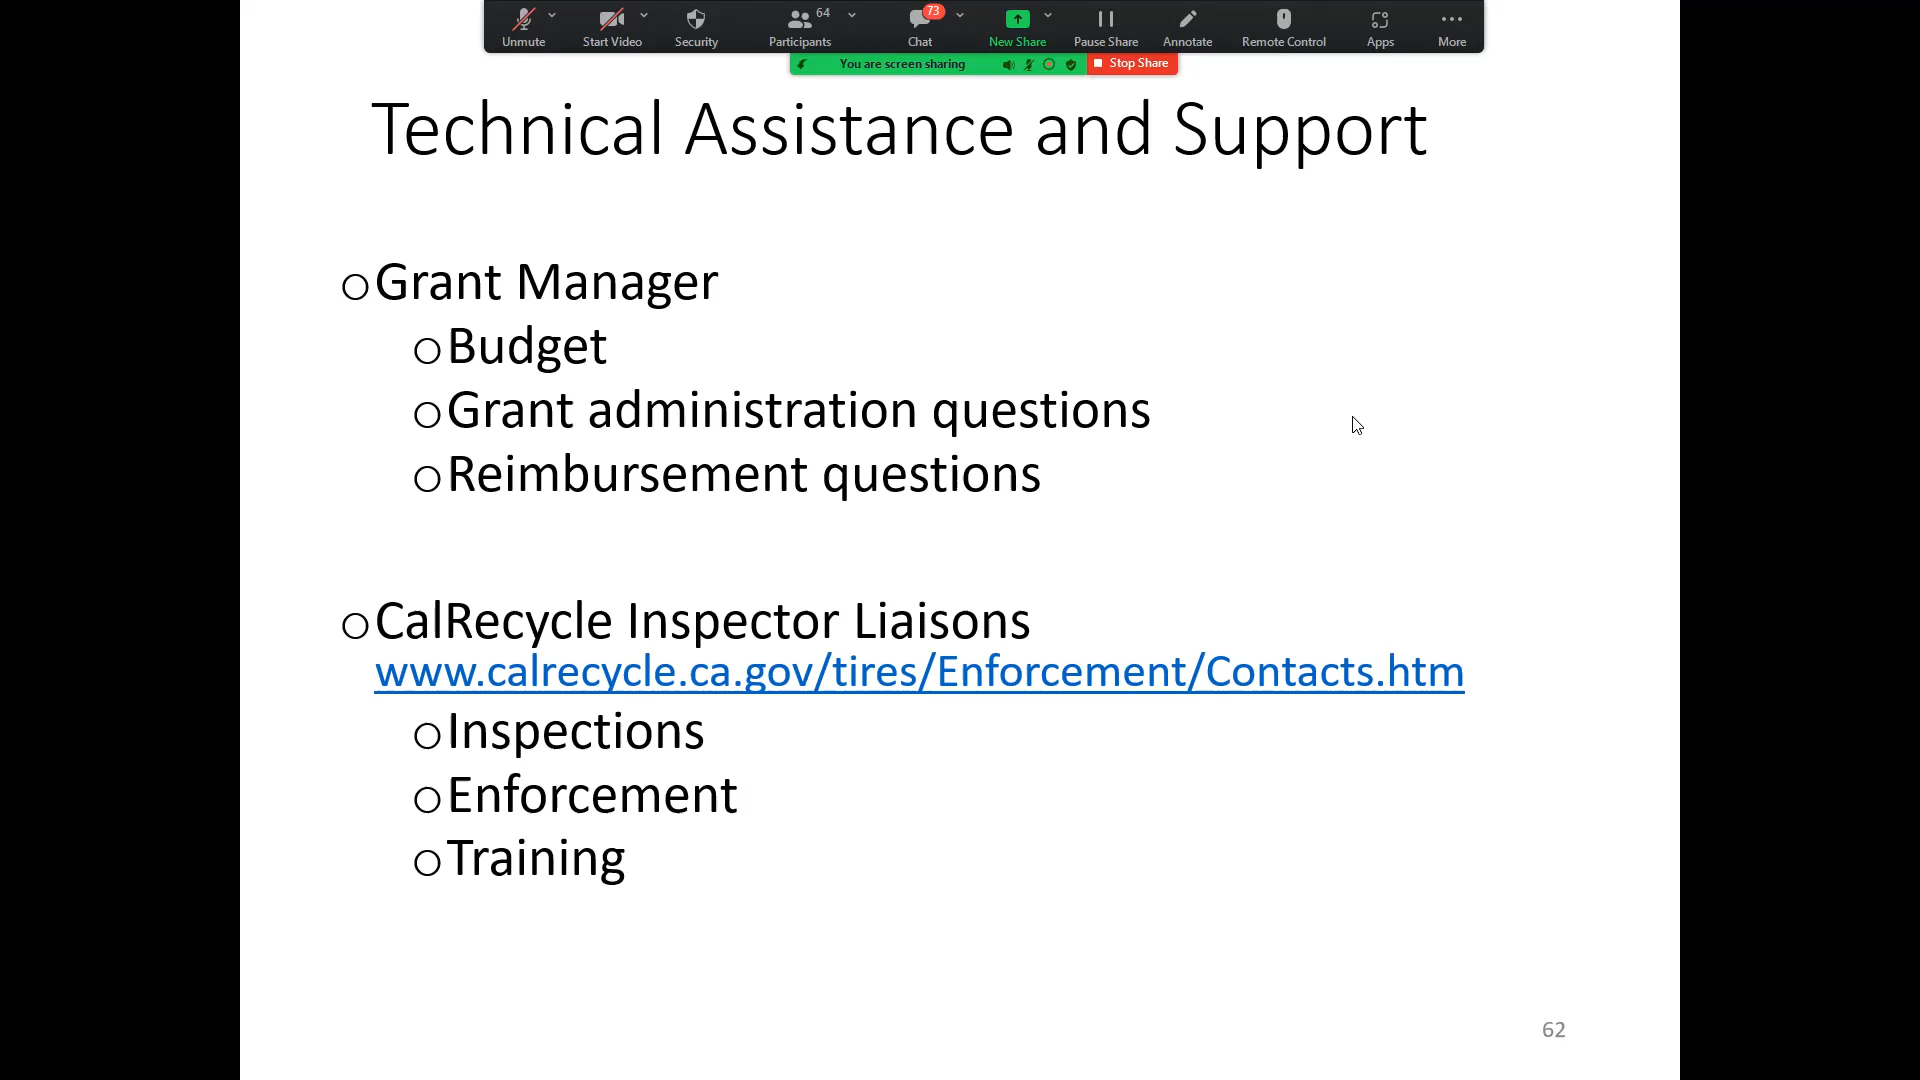 64
73
Unmute
Start Video
Security
Participants
Chat
New Share
Pause Share
Annotate
Remote Control
Apps
More
You are screen sharing
Stop Share
Technical Assistance and Support
Grant Manager
Budget
Grant administration questions
Reimbursement questions
CalRecycle Inspector Liaisons
www.calrecycle.ca.gov/tires/Enforcement/Contacts.htm
Inspections
Enforcement
Training
62